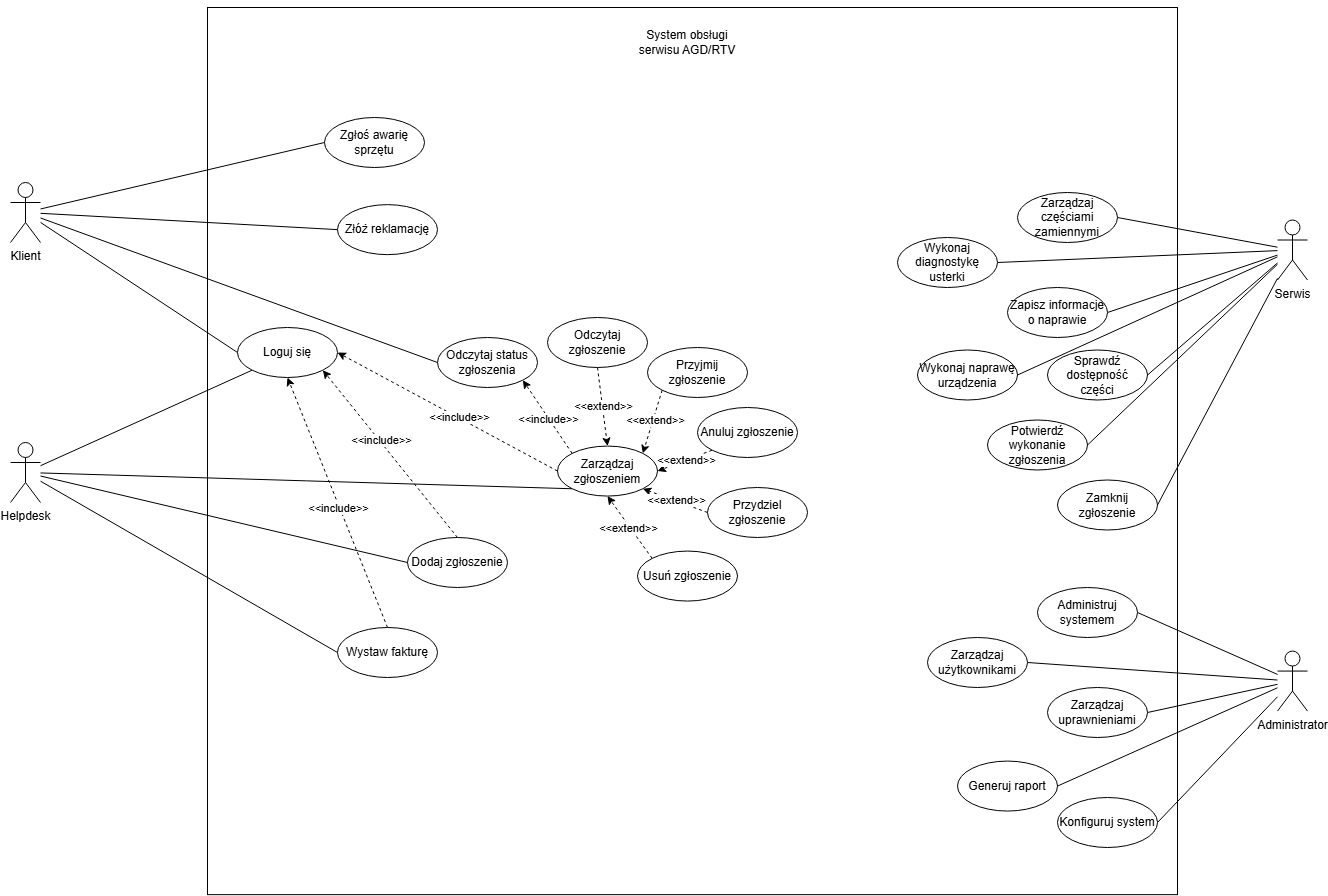 System obsługi
serwisu AGD/RTV
Zgłoś awarię
sprzętu
Złóż reklamację
Klient
Zarządzaj
częściami
zamiennymi
Wykonaj
diagnostykę
usterki
Serwis
Zapisz informacje
o naprawie
Loguj się
Odczytaj status
zgłoszenia
Odczytaj
zgłoszenie
Przyjmij
zgłoszenie
Wykonaj naprawę
urządzenia
Sprawdź
dostępność
części
<<extend>>
<<include>>
<<include>>
<<extend>>
Anuluj zgłoszenie
<<include>>
<<extend>>
Potwierdź
wykonanie
zgłoszenia
Zarządzaj
zgłoszeniem
Helpdesk
<<extend>>
<<include>>
Przydziel
zgłoszenie
Zamknij
zgłoszenie
<<extend>>
Dodaj zgłoszenie
Usuń zgłoszenie
Administruj
systemem
Wystaw fakturę
Zarządzaj
użytkownikami
Zarządzaj
uprawnieniami
Administrator
Generuj raport
Konfiguruj system